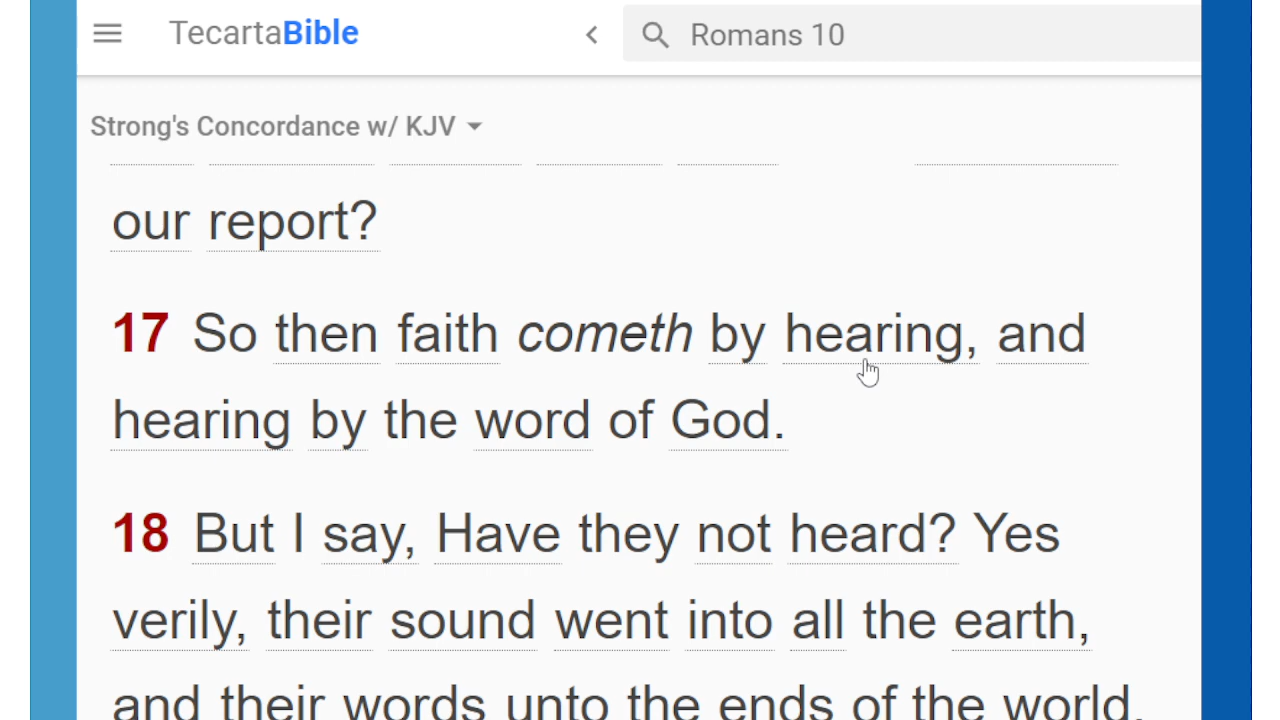 TecartaBible
Romans 10
Strong's Concordance w/ KJV
our report?
17 So then faith cometh by hearing, and
hearing by the word of God.
18 But I say, Have they not heard? Yes
verily, their sound went into all the earth,
and their words unto the ends of the world.